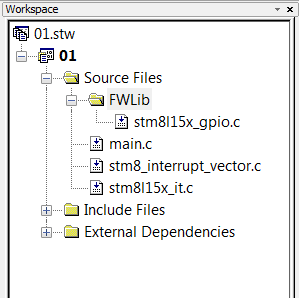 Workspace
01.stw
01
Source Files
FWLib
stm8l15x_gpio.c
main.c
stm8_interrupt_vector.c
stm8l15x_it.c
Include Files
External Dependencies